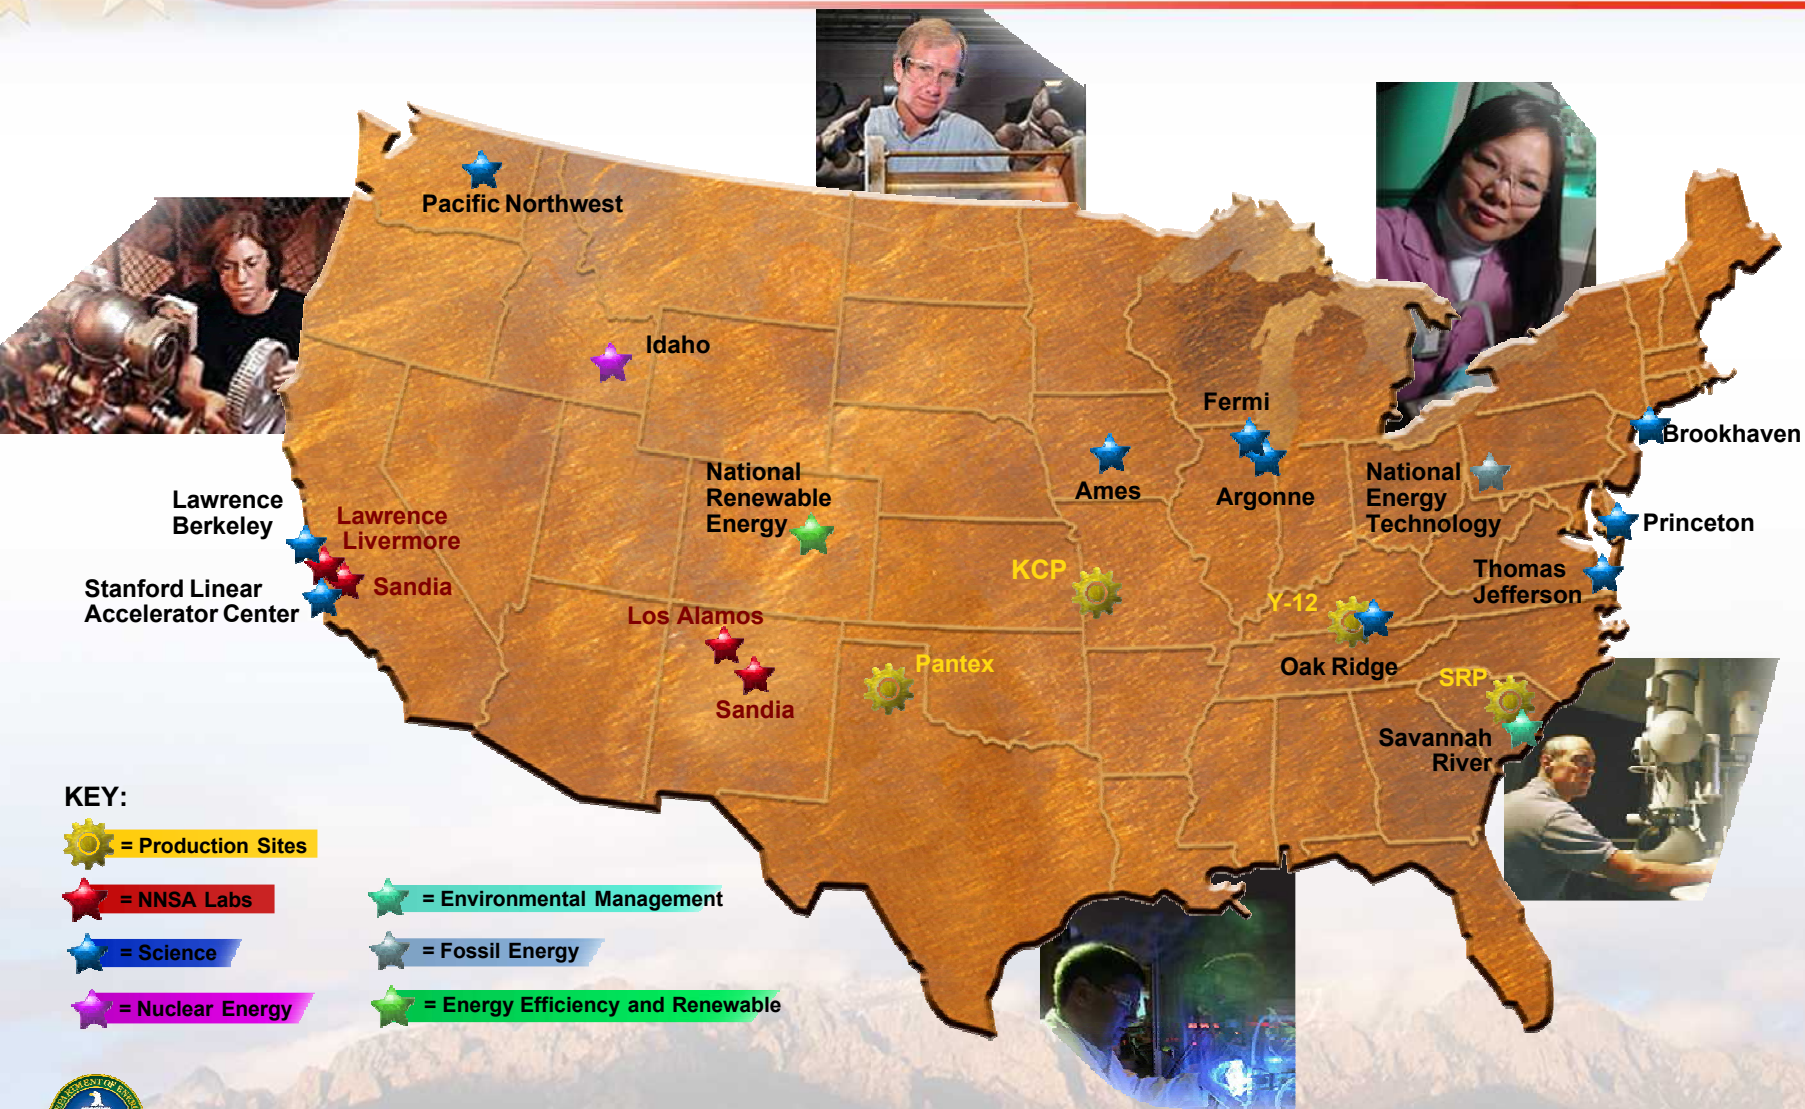 Pacific Northwest
Idaho
Fermi
Brookhaven
National
Renewable
Energy
Ames
Argonne
National
Energy
Technology
Lawrence
Berkeley
Lawrence
Livermore
Princeton
Stanford Linear
Accelerator Center
Sandia
KCP
Thomas
Jefferson
Los Alamos
Y-12
Pantex
Oak Ridge
SRP
Sandia
Savannah
River
KEY:
= Production Sites
= NNSA Labs
= Science
= Nuclear Energy
= Environmental Management
= Fossil Energy
= Energy Efficiency and Renewable